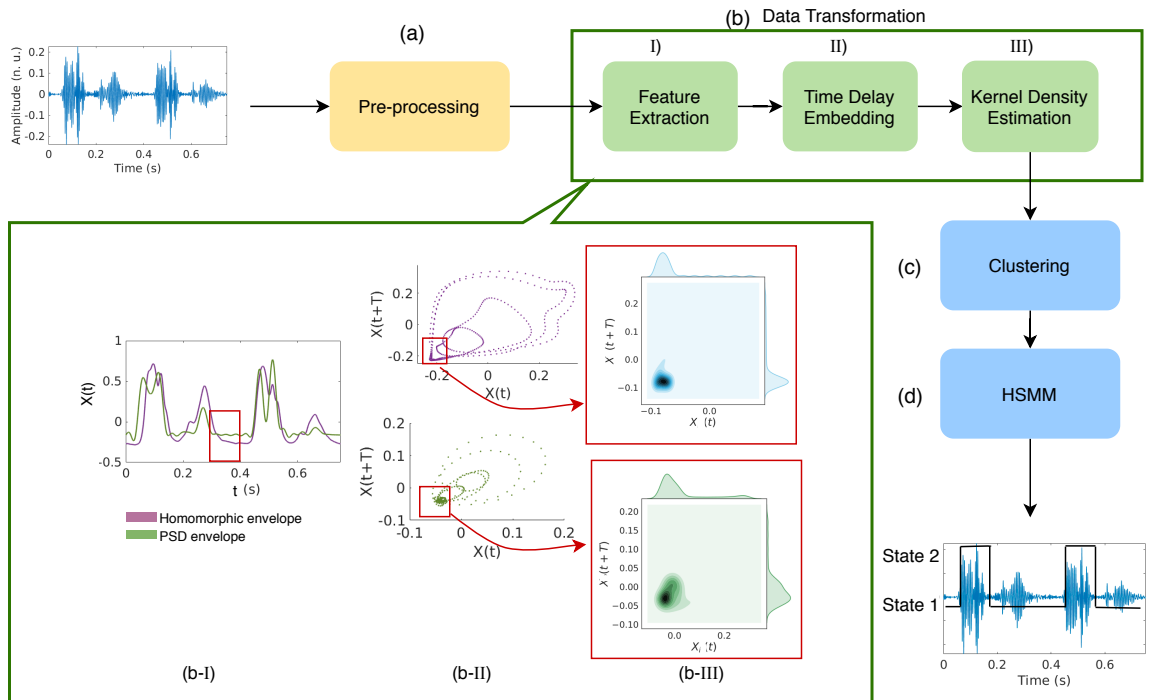 (b) Data Transformation
(a)
I)
II)
III)
Amplitude (n. u.)
0.2
0.1
0
-0.1
-0.2
0
0.2
0.4
0.6
Time (s)
Pre-processing
Feature
Extraction
Time Delay
Embedding
Kernel Density
Estimation
(c)
Clustering
(d)
HSMM
X(t)
1
0.5
0
-0.5
0
0.2
0.4
0.6
t (s)
Homomorphic envelope
PSD envelope
(b-I)
X(t+T)
0.4
0.2
0
-0.2
-0.2
0
0.2
X(t)
X(t+T)
0.2
0.1
0
-0.1
-0.1
0
0.1
0.2
X(t)
(b-II)
X (t + T)
0.2
0.1
0.0
−0.1
−0.1
0.0
X (t)
X (t + T)
0.20
0.15
0.10
0.05
0.00
−0.05
−0.10
0.0
0.2
Xi (t)
(b-III)
State 2
State 1
0
0.2
0.4
0.6
Time (s)